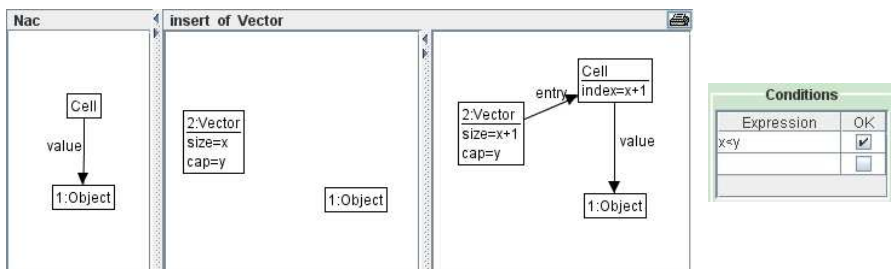 Nac
Cell
value
1:Object
insert of Vector
2:Vector
size=x
cap=y
1:Object
Cell
index=x+1
entry
2:Vector
size=x+1
cap=y
value
1:Object
Conditions
Expression OK
x<y